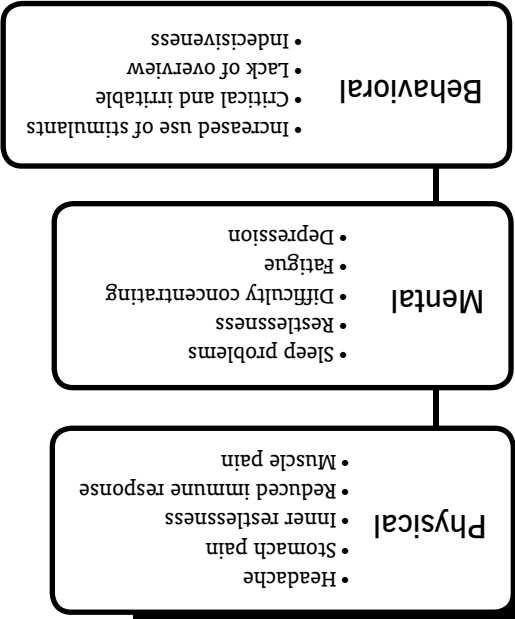 Physical
• Headache
• Stomach pain
• Inner restlessness
• Reduced immune response
• Muscle pain
Mental
• Sleep problems
• Restlessness
• Difficulty concentrating
• Fatigue
• Depression
Behavioral
• Increased use of stimulants
• Critical and irritable
• Lack of overview
• Indecisiveness